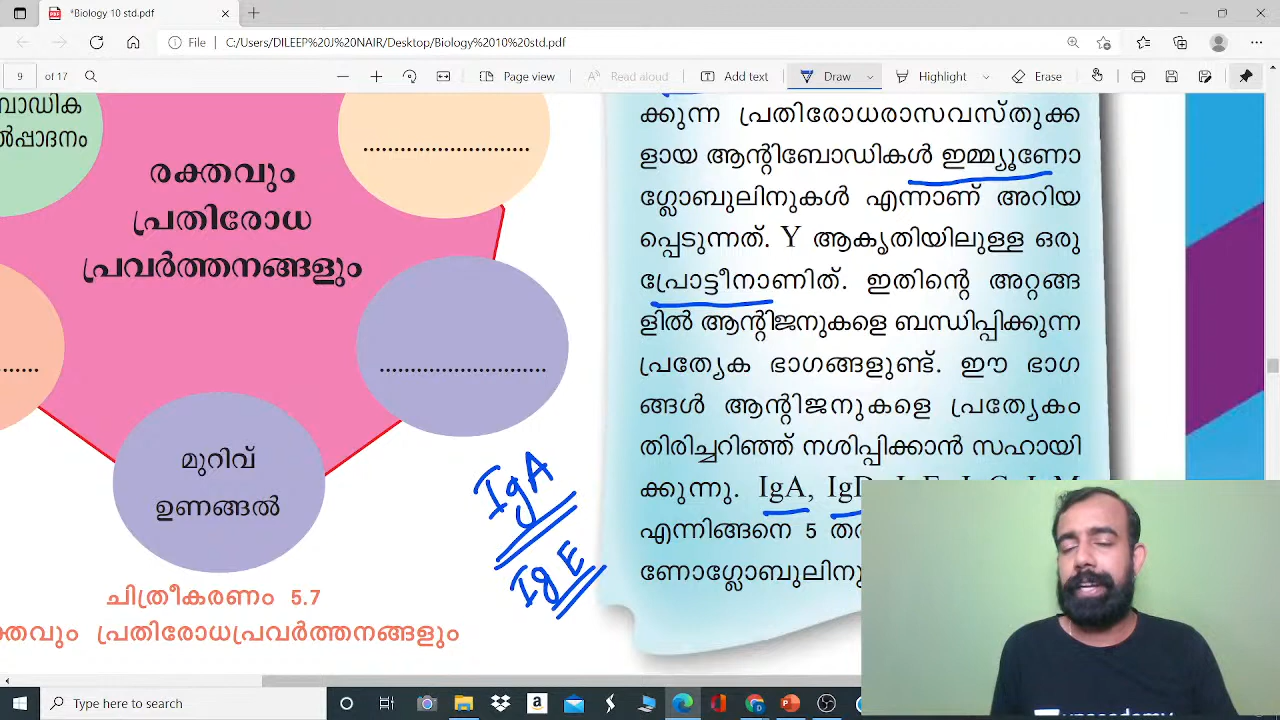 *Biology 10 std.pdf
File
C:/Users/DILEEP%20J%20NAIR/Desktop/Biology%2010%20std.pdf
9 of 17
Page view
Read aloud
Add text
Draw
Highlight
Erase
രക്തവും
പ്രതിരോധ
പ്രവർത്തനങ്ങളും
മുറിവ്
ഉണങ്ങൽ
ചിത്രീകരണം 5.7
പ്രതിരോധപ്രവർത്തനങ്ങളും
IgA
IgE
ക്കുന്ന പ്രതിരോധരാസവസ്തുക്ക
ളായ ആന്റിബോഡികൾ ഇമ്മ്യൂണോ
ഗ്ലോബുലിനുകൾ എന്നാണ് അറിയ
പ്പെടുന്നത്. Y ആകൃതിയിലുള്ള ഒരു
പ്രോട്ടീനാണിത്. ഇതിന്റെ അറ്റങ്ങ
ളിൽ ആന്റിജനുകളെ ബന്ധിപ്പിക്കുന്ന
പ്രത്യേക ഭാഗങ്ങളുണ്ട്. ഈ ഭാഗ
ങ്ങൾ ആന്റിജനുകളെ പ്രത്യേകം
തിരിച്ചറിഞ്ഞ് നശിപ്പിക്കാൻ സഹായി
ക്കുന്നു. IgA, IgD
എന്നിങ്ങനെ 5
Type here to search